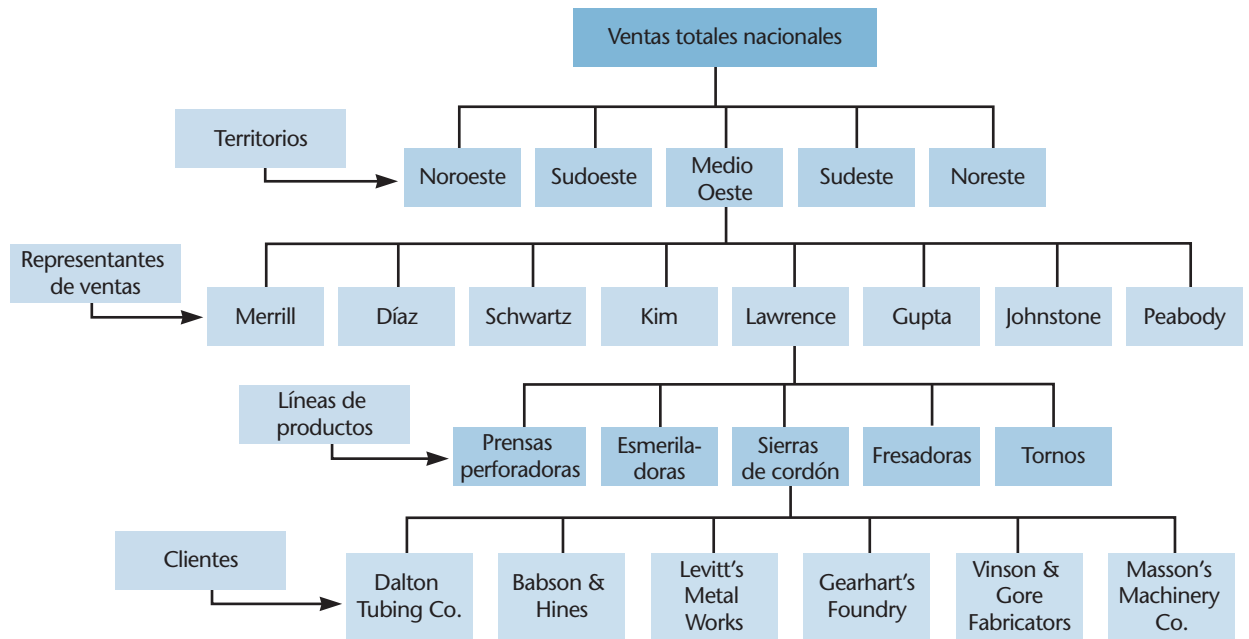 Ventas totales nacionales
Territorios
Noroeste
Sudoeste
Medio
Oeste
Sudeste
Noreste
Representantes
de ventas
Merrill
Díaz
Schwartz
Kim
Lawrence
Gupta
Johnstone
Peabody
Líneas de
productos
Prensas
perforadoras
Esmerila-
doras
Sierras
de cordón
Fresadoras
Tornos
Clientes
Dalton
Tubing Co.
Babson &
Hines
Levitt's
Metal
Works
Gearhart's
Foundry
Vinson &
Gore
Fabricators
Masson's
Machinery
Co.